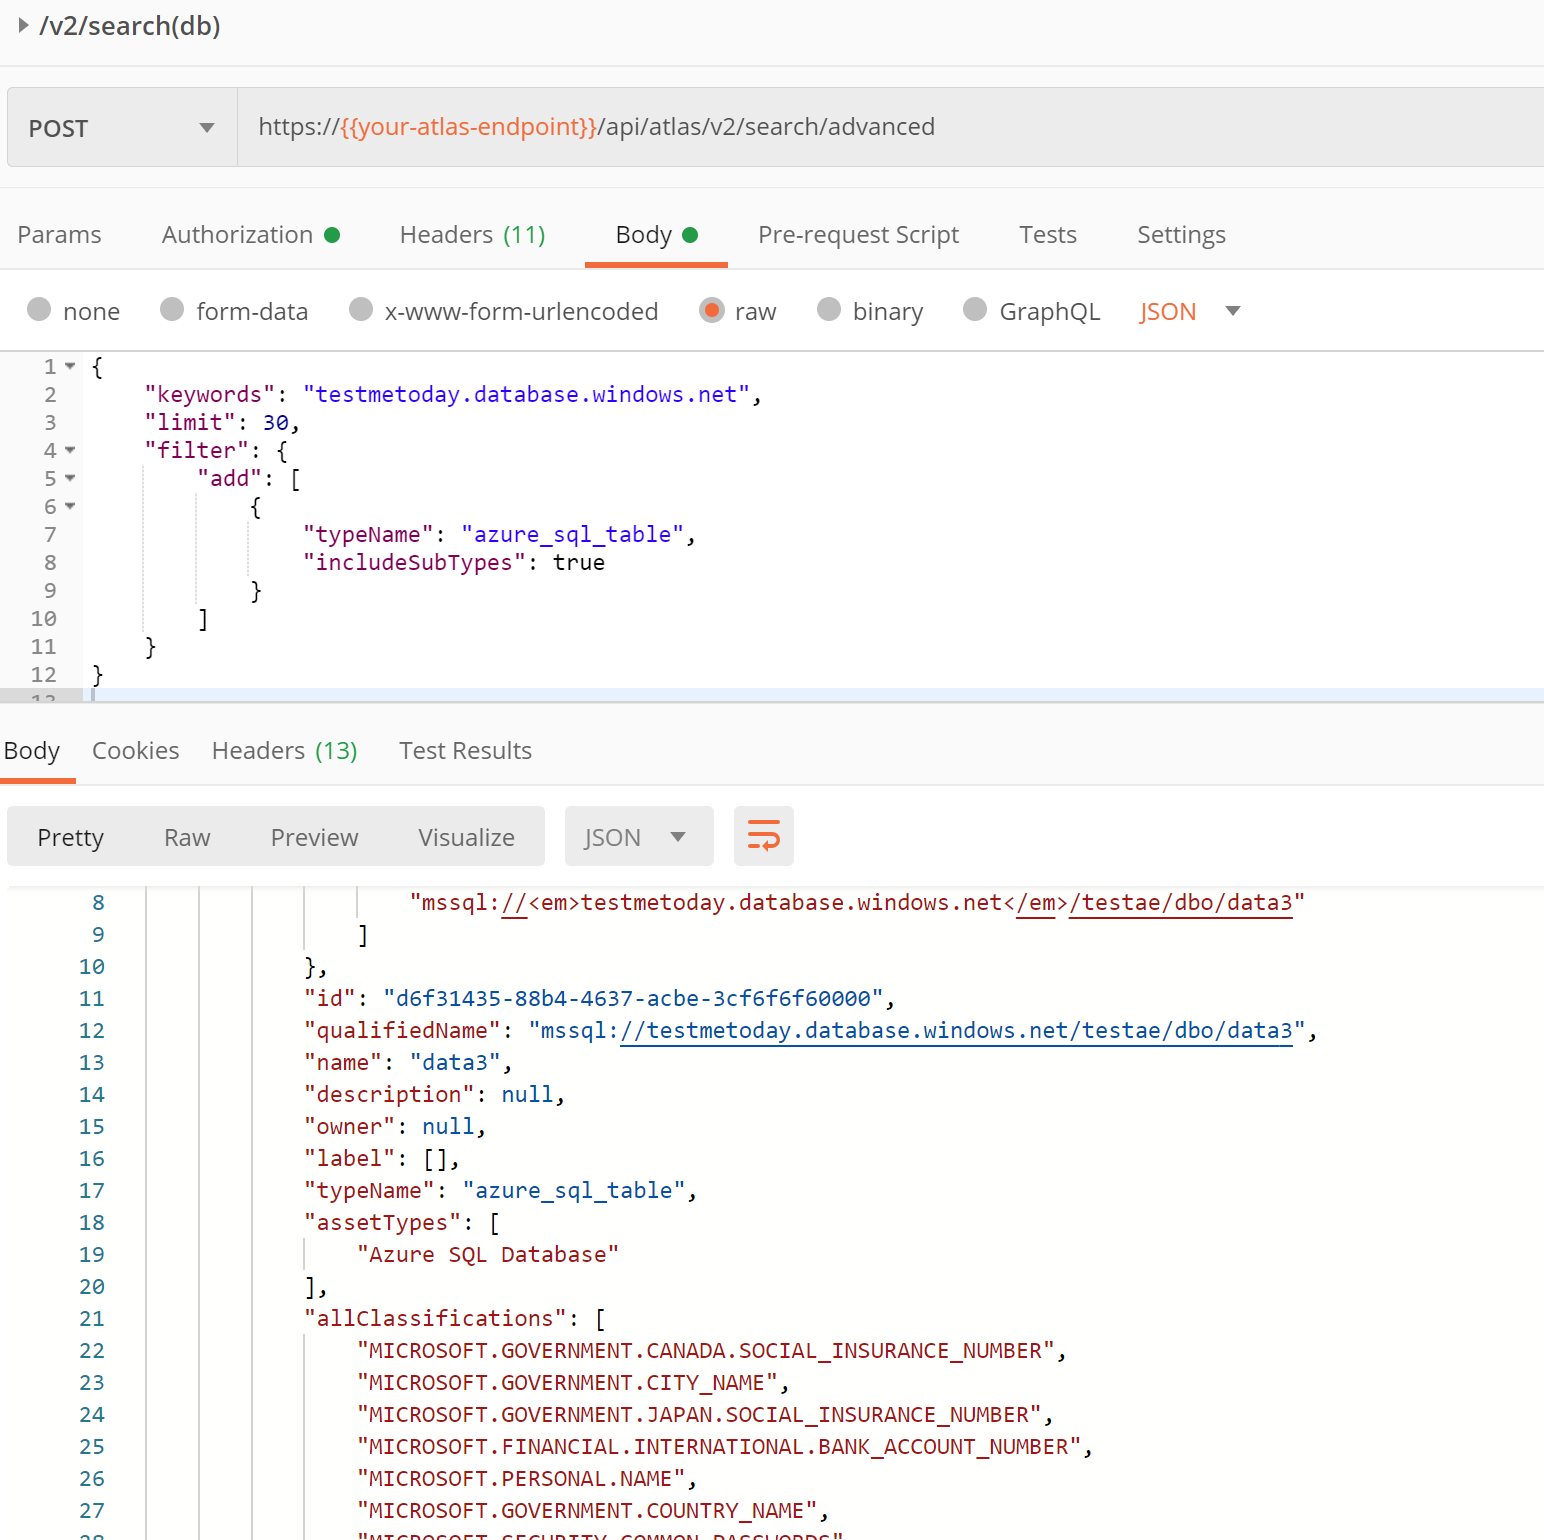 /v2/search(db)
POST https://{{your-atlas-endpoint}}/api/atlas/v2/search/advanced
Params Authorization Headers (11) Body Pre-request Script Tests Settings
none form-data x-www-form-urlencoded raw binary GraphQL JSON
1 {
2 "keywords": "testmetoday.database.windows.net",
3 "limit": 30,
4 "filter": {
5 "add": [
6 {
7 "typeName": "azure_sql_table",
8 "includeSubTypes": true
9 }
10 ]
11 }
12 }
13
Body Cookies Headers (13) Test Results
Pretty Raw Preview Visualize JSON
8 "mssql://<em>testmetoday.database.windows.net</em>/testae/dbo/data3"
9 ]
10 },
11 "id": "d6f31435-88b4-4637-acbe-3cf6f6f60000",
12 "qualifiedName": "mssql://testmetoday.database.windows.net/testae/dbo/data3",
13 "name": "data3",
14 "description": null,
15 "owner": null,
16 "label": [],
17 "typeName": "azure_sql_table",
18 "assetTypes": [
19 "Azure SQL Database"
20 ],
21 "allClassifications": [
22 "MICROSOFT.GOVERNMENT.CANADA.SOCIAL_INSURANCE_NUMBER",
23 "MICROSOFT.GOVERNMENT.CITY_NAME",
24 "MICROSOFT.GOVERNMENT.JAPAN.SOCIAL_INSURANCE_NUMBER",
25 "MICROSOFT.FINANCIAL.INTERNATIONAL.BANK_ACCOUNT_NUMBER",
26 "MICROSOFT.PERSONAL.NAME",
27 "MICROSOFT.GOVERNMENT.COUNTRY_NAME",
28 "MICROSOFT.SECURITY.COMMON_PASSWORDS"